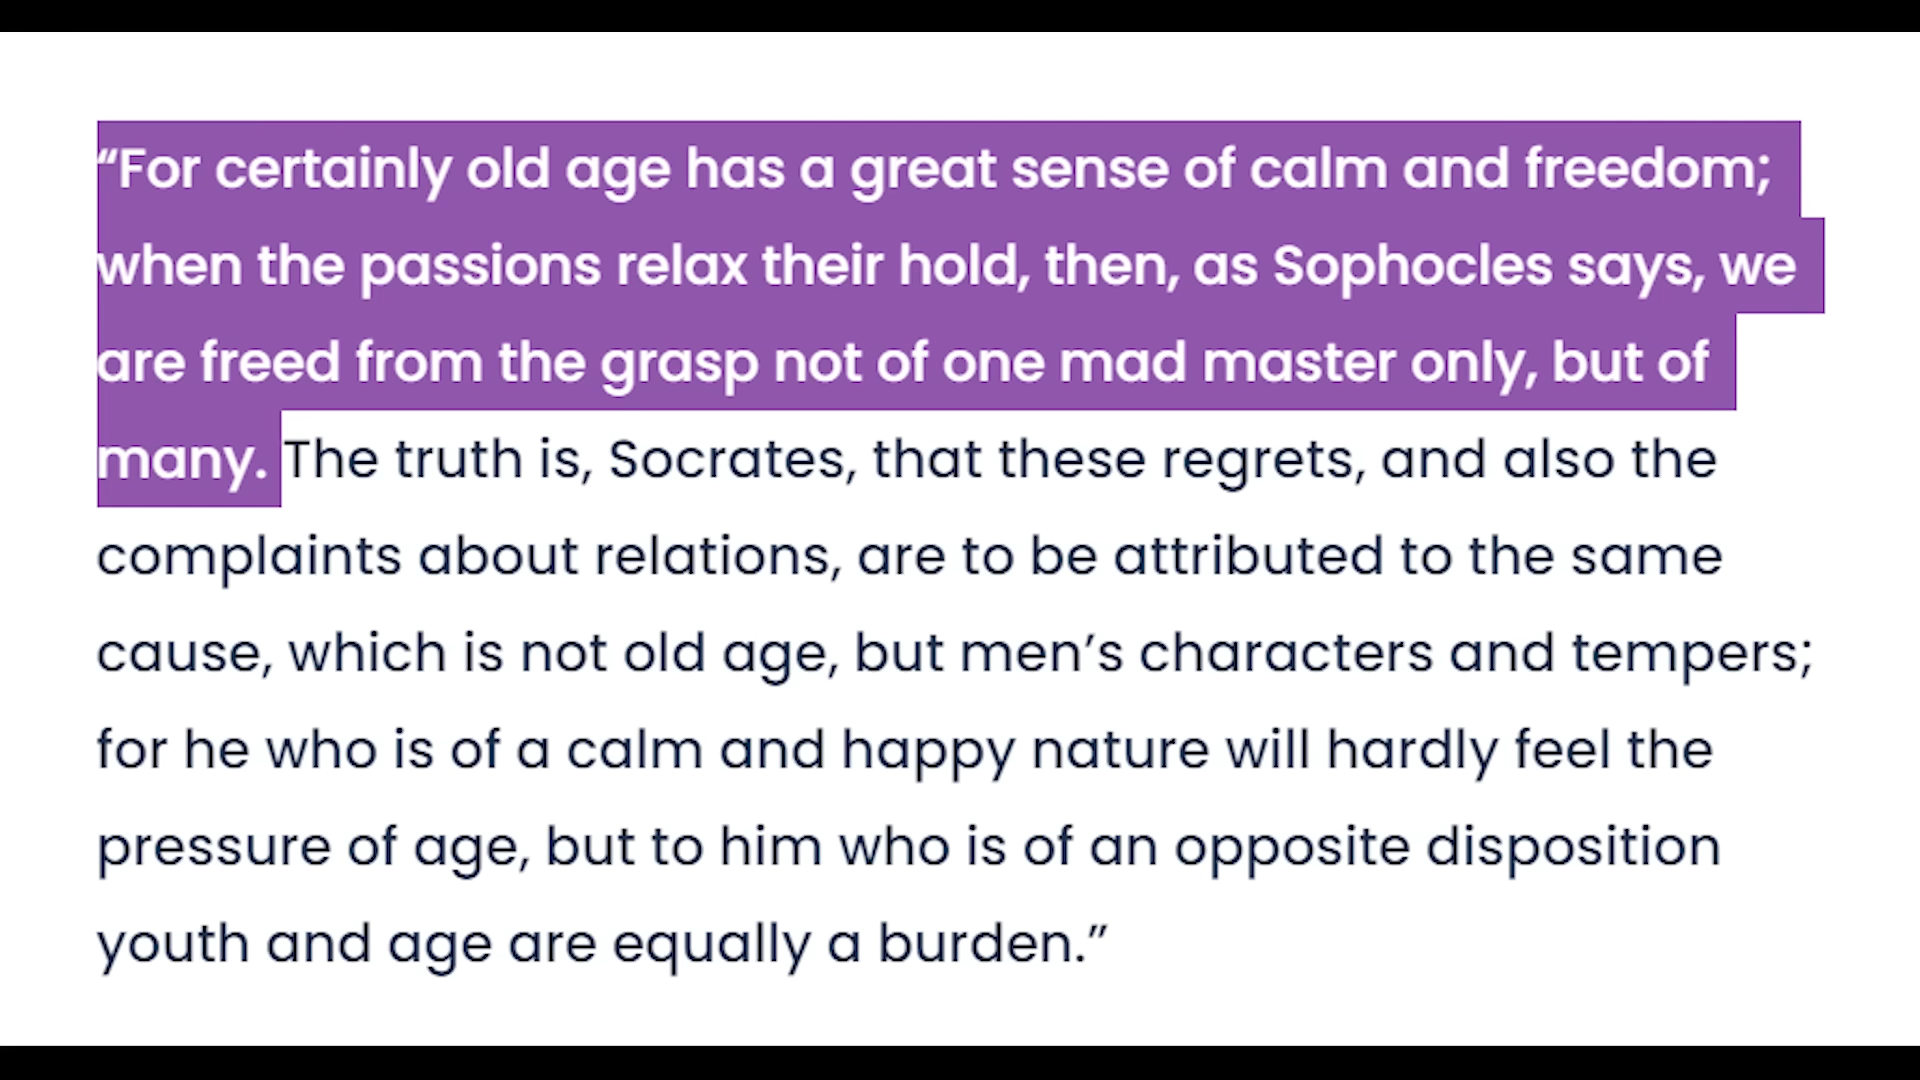 “For certainly old age has a great sense of calm and freedom;
when the passions relax their hold, then, as Sophocles says, we
are freed from the grasp not of one mad master only, but of
many. The truth is, Socrates, that these regrets, and also the
complaints about relations, are to be attributed to the same
cause, which is not old age, but men’s characters and tempers;
for he who is of a calm and happy nature will hardly feel the
pressure of age, but to him who is of an opposite disposition
youth and age are equally a burden.”